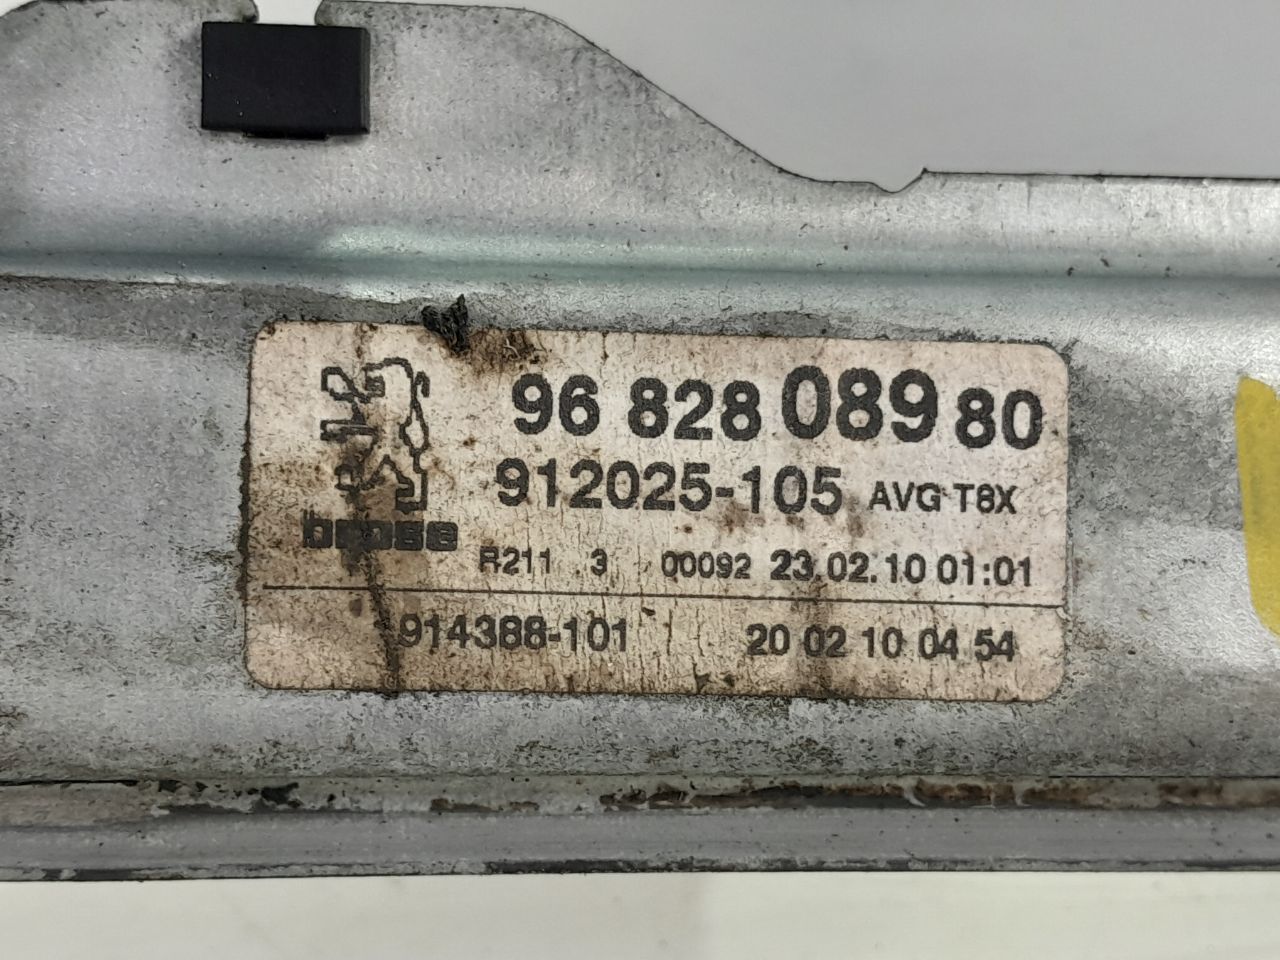 96 828 089 80
912025-105 AVG T8X
brose
R211 3 00092 23.02.10 01:01
914388-101 20 02 10 04 54